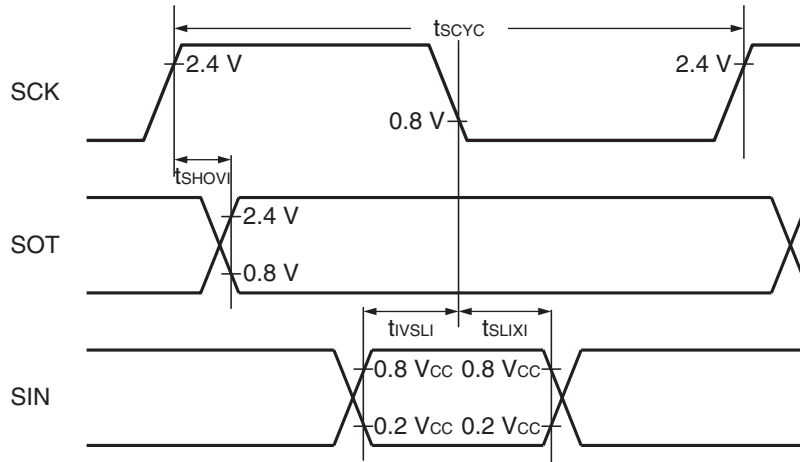 tSCYC
2.4 V 2.4 V
SCK
0.8 V
tSHOVI
2.4 V
SOT
0.8 V
tIVSLI tSLIXI
0.8 VCC 0.8 VCC
SIN
0.2 VCC 0.2 VCC